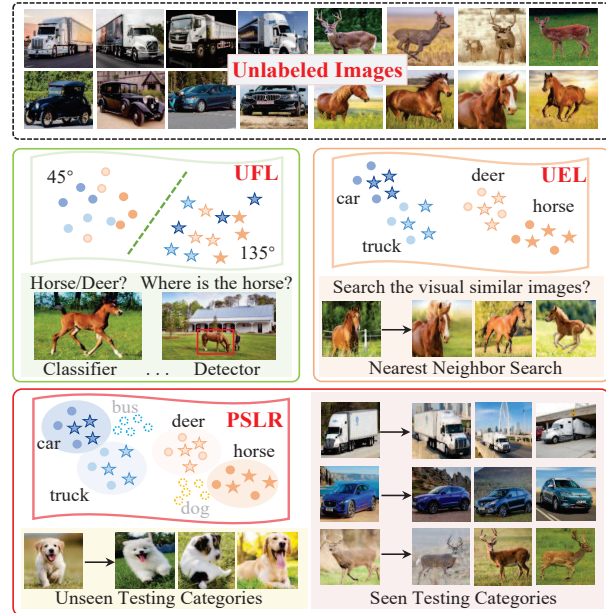 Unlabeled Images
UFL
45°
135°
Horse/Deer? Where is the horse?
Classifier . . . Detector
UEL
deer
car
horse
truck
Search the visual similar images?
Nearest Neighbor Search
PSLR
bus
deer
car
horse
truck
dog
Unseen Testing Categories
Seen Testing Categories